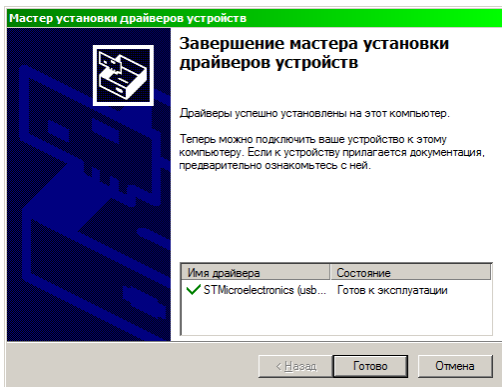 Мастер установки драйверов устройств
Завершение мастера установки
драйверов устройств
Драйверы успешно установлены на этот компьютер.
Теперь можно подключить ваше устройство к этому
компьютеру. Если к устройству прилагается документация,
предварительно ознакомьтесь с ней.
Имя драйвера Состояние
STMicroelectronics (usb... Готов к эксплуатации
< Назад Готово Отмена